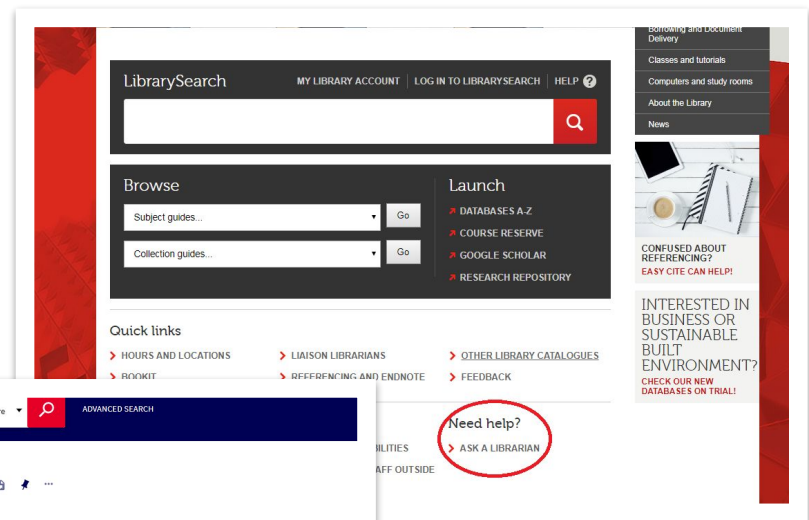 Borrowing and Document
Delivery
Classes and tutorials
Computers and study rooms
About the Library
News
LibrarySearch
MY LIBRARY ACCOUNT | LOG IN TO LIBRARYSEARCH | HELP ?
Browse
Subject guides...
Go
Collection guides...
Go
Launch
DATABASES A-Z
COURSE RESERVE
GOOGLE SCHOLAR
RESEARCH REPOSITORY
CONFUSED ABOUT
REFERENCING?
EASY CITE CAN HELP!
INTERESTED IN
BUSINESS OR
SUSTAINABLE
BUILT
ENVIRONMENT?
CHECK OUR NEW
DATABASES ON TRIAL!
Quick links
HOURS AND LOCATIONS
LIAISON LIBRARIANS
OTHER LIBRARY CATALOGUES
BOOKIT
REFERENCING AND ENDNOTE
FEEDBACK
Need help?
ASK A LIBRARIAN
ILITIES
AFF OUTSIDE
ADVANCED SEARCH